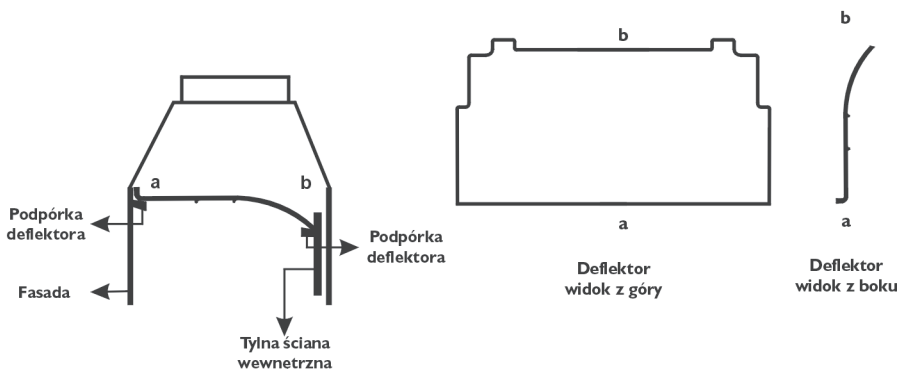 a
b
Podpórka
deflektora
Podpórka
deflektora
Fasada
Tylna ściana
wewnetrzna
b
a
Deflektor
widok z góry
b
a
Deflektor
widok z boku